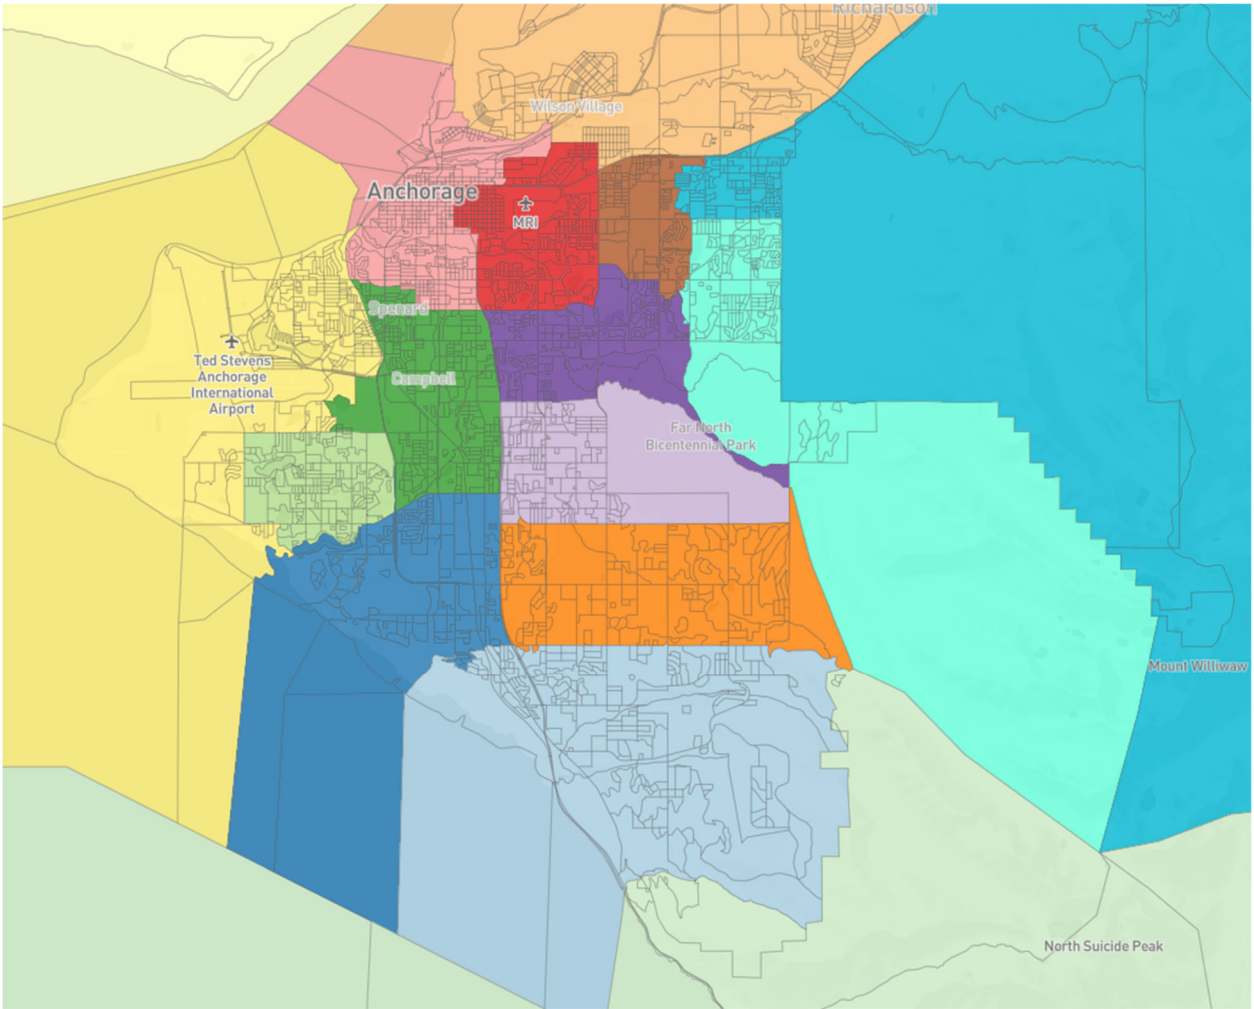 Richardson
Wilson Village
Anchorage
MRI
Spenard
Ted Stevens
Anchorage
International
Airport
Campbell
Far North
Bicentennial Park
Mount Williwaw
North Suicide Peak